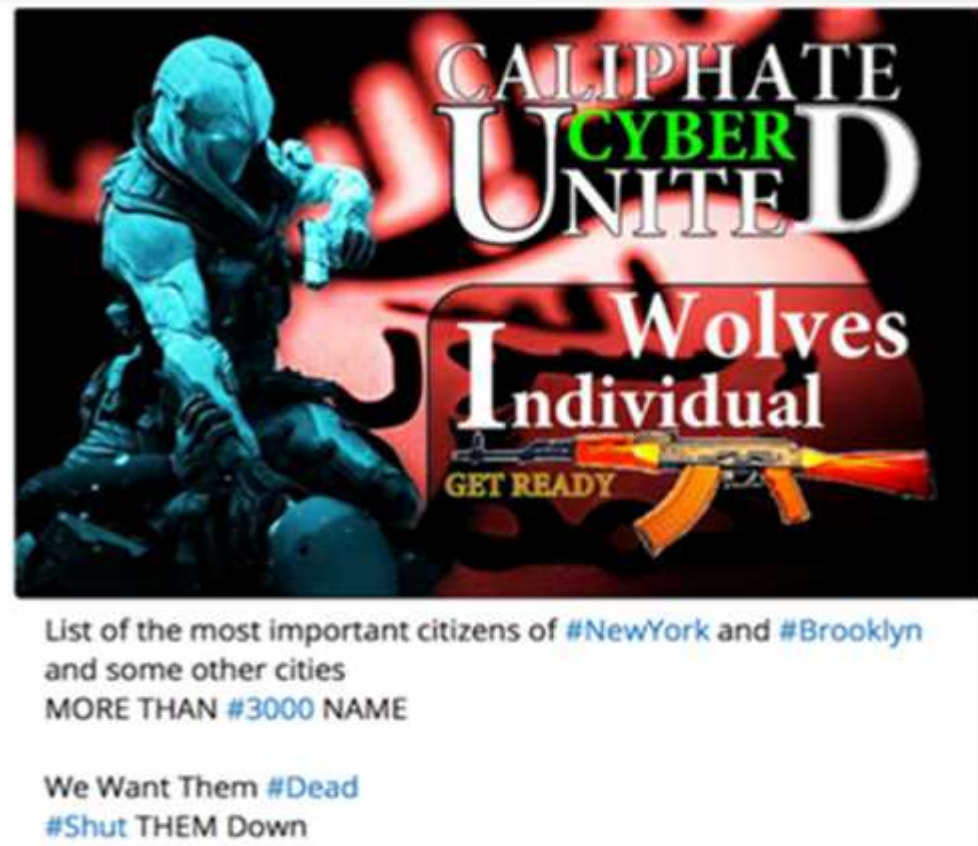 CALIPHATE
CYBER
UNITED
Wolves
Individual
GET READY
List of the most important citizens of #NewYork and #Brooklyn
and some other cities
MORE THAN #3000 NAME
We Want Them #Dead
#Shut THEM Down